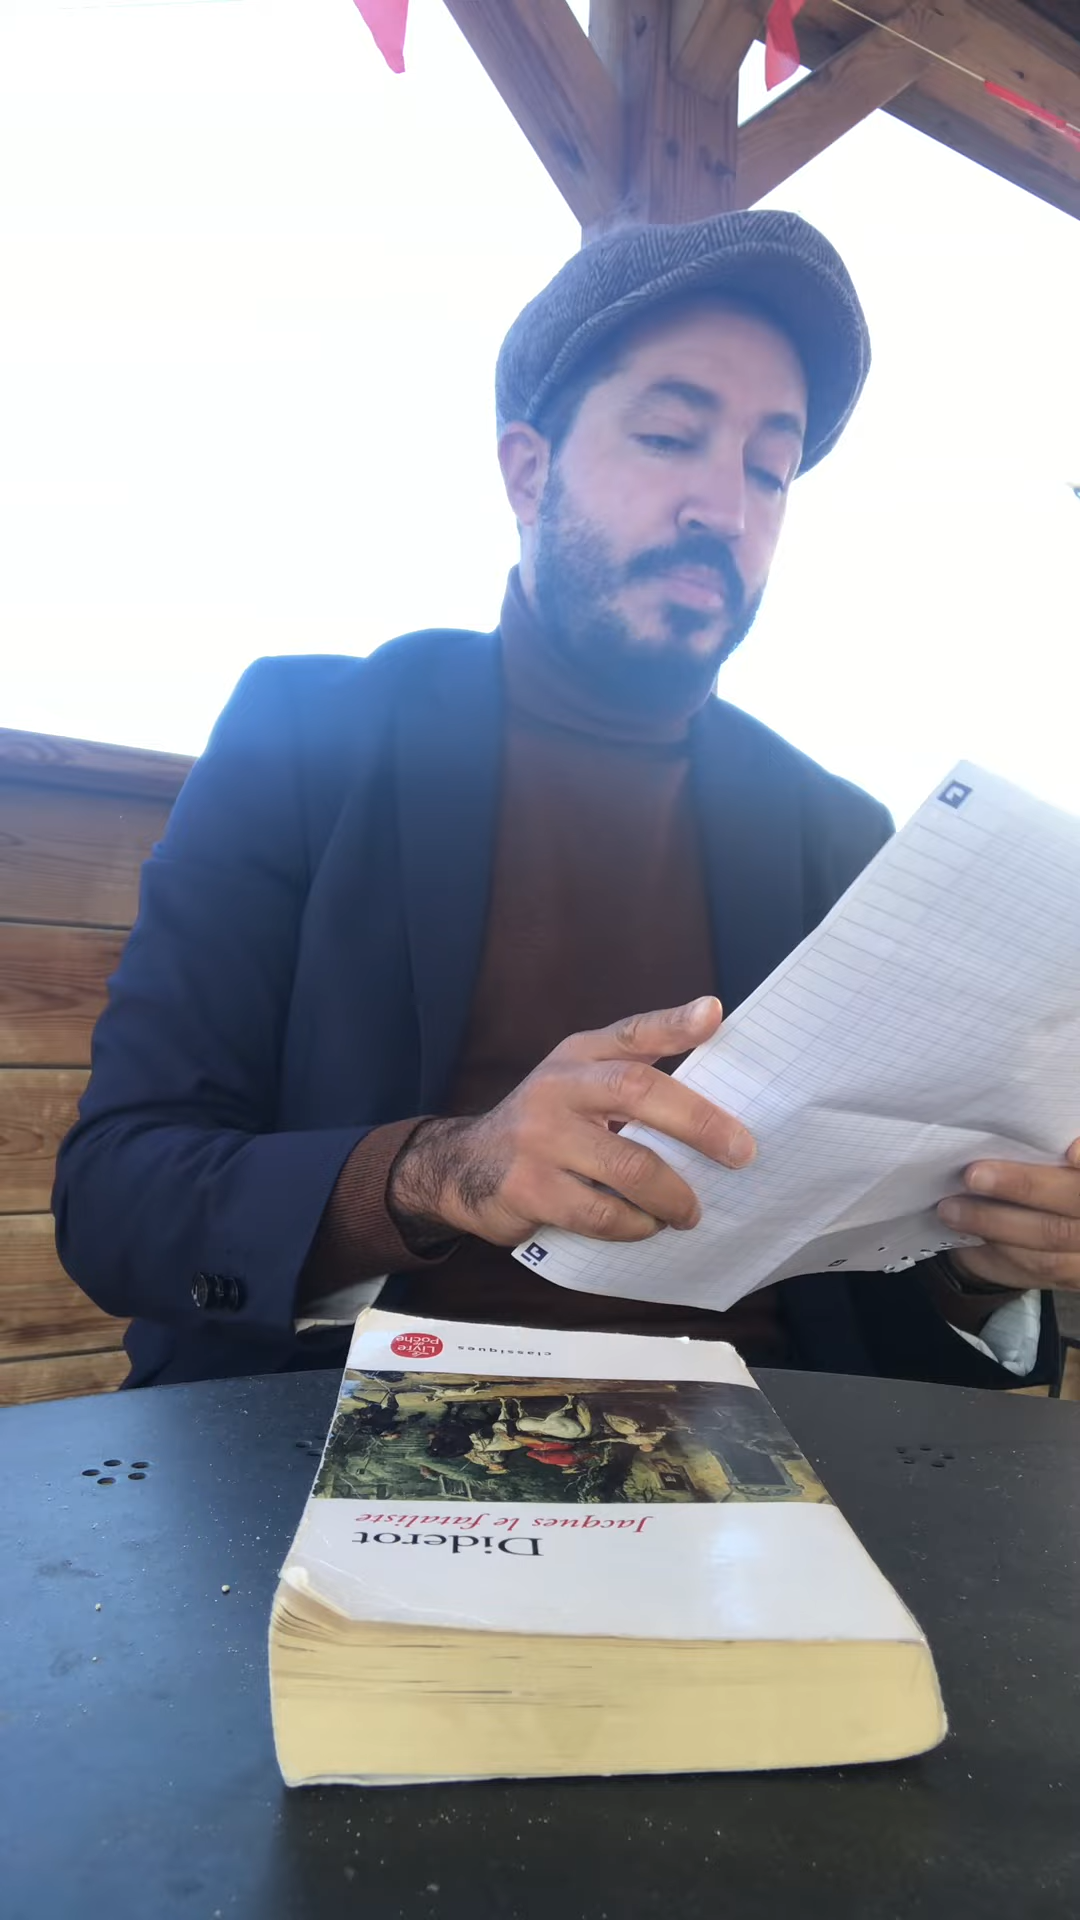 Diderot
Jacques le fataliste
classiques
Le
Livre
de
Poche